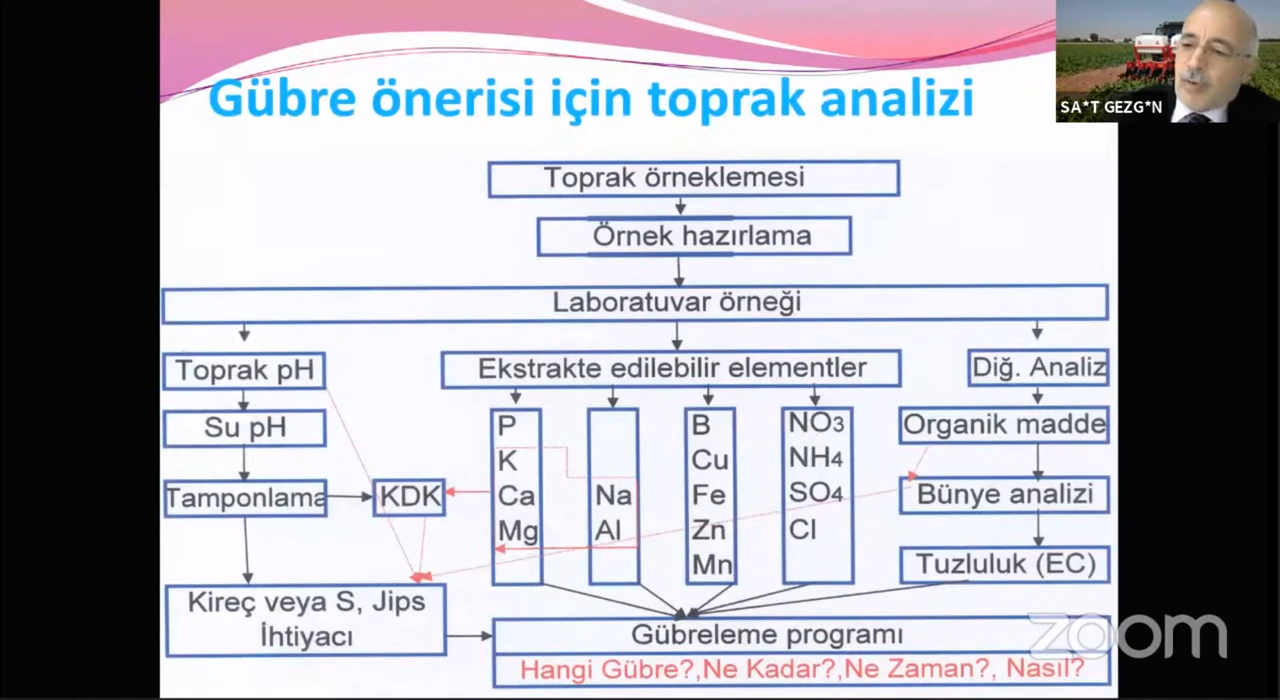 Gübre önerisi için toprak analizi
SA*T GEZG*N
Toprak örneklemesi
Örnek hazırlama
Laboratuvar örneği
Toprak pH
Ekstrakte edilebilir elementler
Diğ. Analiz
Su pH
Tamponlama
KDK
P
K
Ca
Mg
Na
Al
B
Cu
Fe
Zn
Mn
NO3
NH4
SO4
Cl
Organik madde
Bünye analizi
Tuzluluk (EC)
Kireç veya S, Jips
İhtiyacı
Gübreleme programı
Hangi Gübre?,Ne Kadar?,Ne Zaman?, Nasıl?
zoom